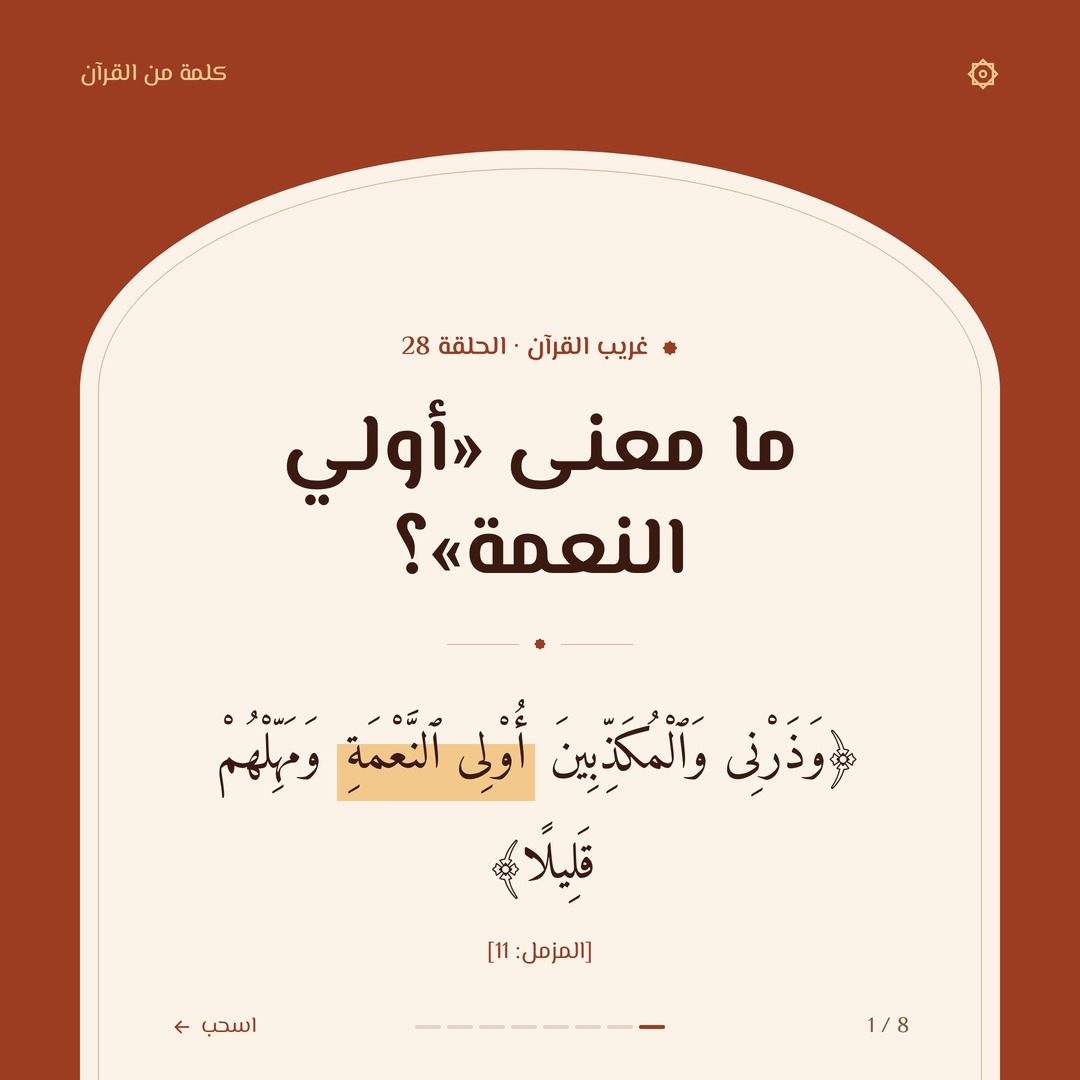 كلمة من القرآن
غريب القرآن · الحلقة 28
ما معنى «أولي
النعمة»؟
﴿وَذَرْنِى وَٱلْمُكَذِّبِينَ أُو۟لِى ٱلنَّعْمَةِ وَمَهِّلْهُمْ
قَلِيلًا﴾
[المزمل: 11]
1 / 8
اسحب ←